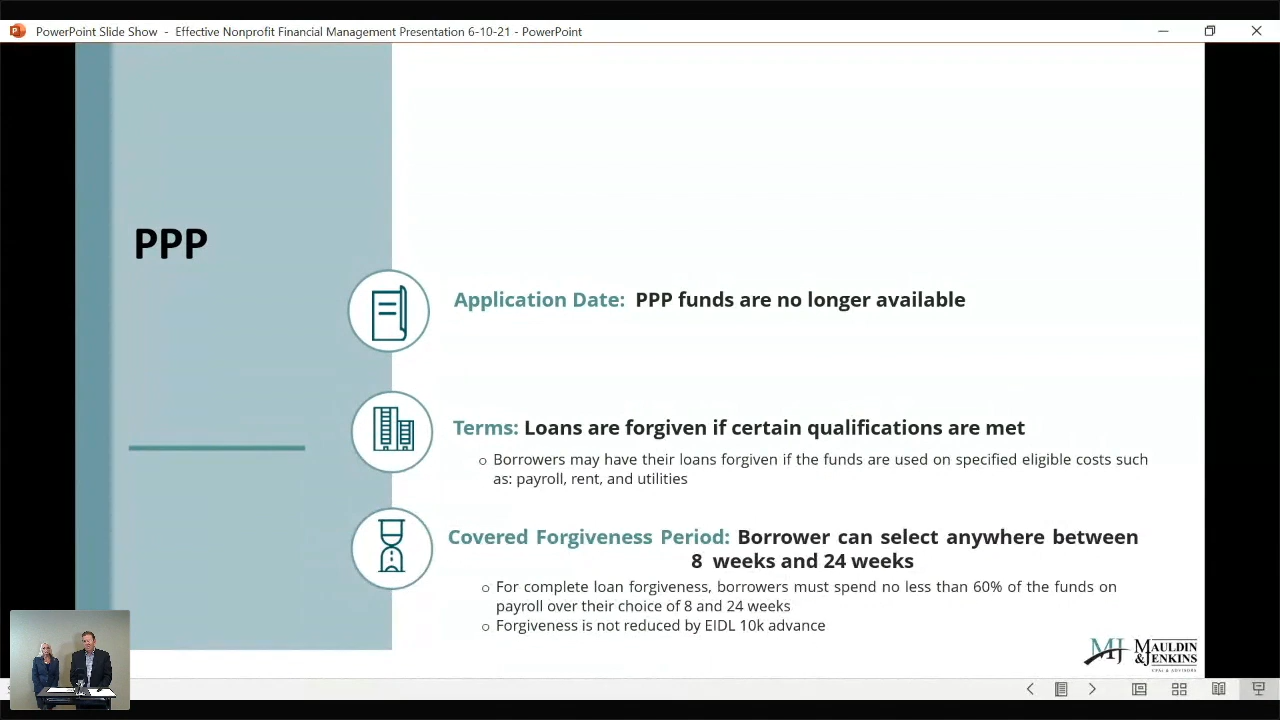 PowerPoint Slide Show - Effective Nonprofit Financial Management Presentation 6-10-21 - PowerPoint
PPP
Application Date: PPP funds are no longer available
Terms: Loans are forgiven if certain qualifications are met
Borrowers may have their loans forgiven if the funds are used on specified eligible costs such
as: payroll, rent, and utilities
Covered Forgiveness Period: Borrower can select anywhere between
8 weeks and 24 weeks
For complete loan forgiveness, borrowers must spend no less than 60% of the funds on
payroll over their choice of 8 and 24 weeks
Forgiveness is not reduced by EIDL 10k advance
MJ MAULDIN
&JENKINS
CPAs & ADVISORS